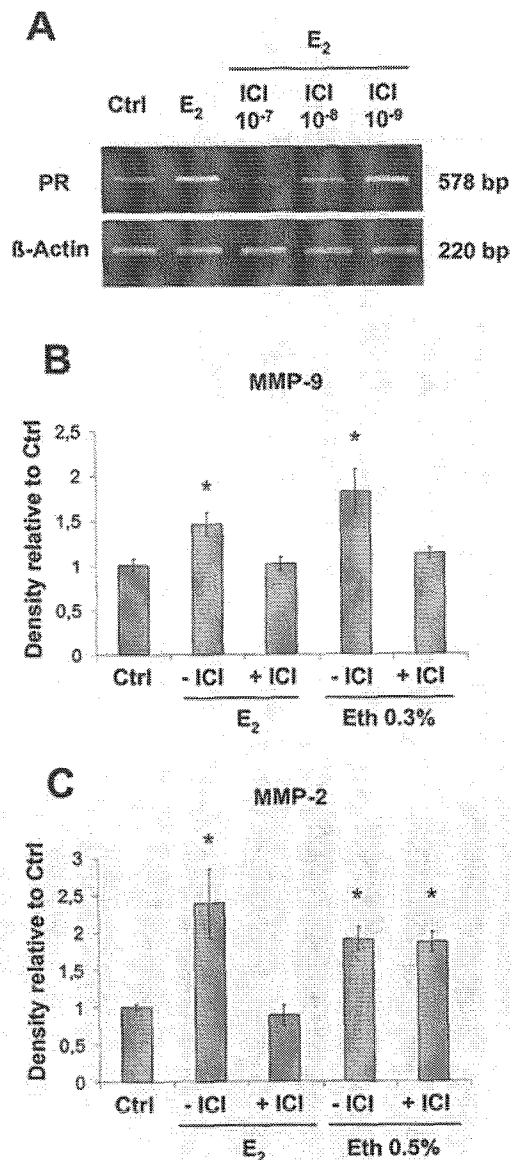 A
E₂
Ctrl E₂ ICI 10⁻⁷ ICI 10⁻⁸ ICI 10⁻⁹
PR 578 bp
ß-Actin 220 bp
B
MMP-9
Density relative to Ctrl
2,5
2
1,5
1
0,5
0
* *
Ctrl - ICI + ICI - ICI + ICI
E₂ Eth 0.3%
C
MMP-2
Density relative to Ctrl
3
2,5
2
1,5
1
0,5
0
* * *
Ctrl - ICI + ICI - ICI + ICI
E₂ Eth 0.5%